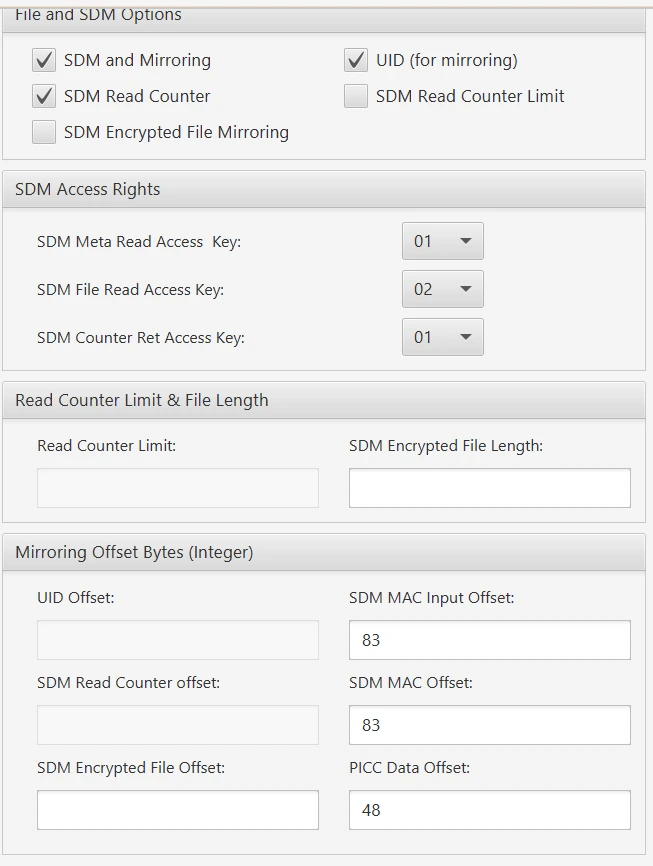 File and SDM Options
SDM and Mirroring
UID (for mirroring)
SDM Read Counter
SDM Read Counter Limit
SDM Encrypted File Mirroring
SDM Access Rights
SDM Meta Read Access  Key:
01
SDM File Read Access Key:
02
SDM Counter Ret Access Key:
01
Read Counter Limit & File Length
Read Counter Limit:
SDM Encrypted File Length:
Mirroring Offset Bytes (Integer)
UID Offset:
SDM MAC Input Offset:
83
SDM Read Counter offset:
SDM MAC Offset:
83
SDM Encrypted File Offset:
PICC Data Offset:
48